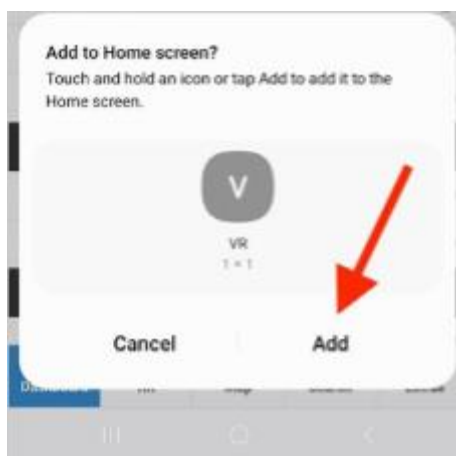 Add to Home screen?
Touch and hold an icon or tap Add to add it to the
Home screen.
V
VR
1 × 1
Cancel
Add